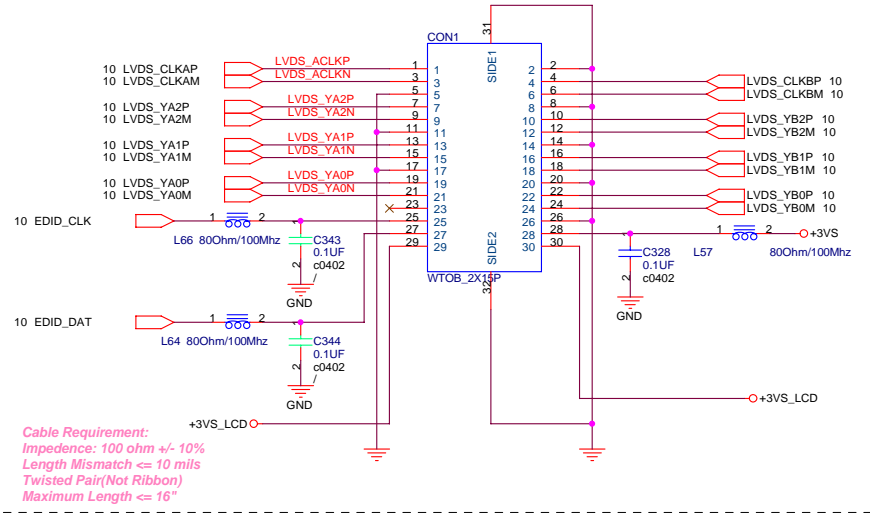 CON1
31
SIDE1
10 LVDS_CLKAP LVDS_ACLKP 1 1
10 LVDS_CLKAM LVDS_ACLKN 3 3
5 5
10 LVDS_YA2P LVDS_YA2P 7 7
10 LVDS_YA2M LVDS_YA2N 9 9
11 11
10 LVDS_YA1P LVDS_YA1P 13 13
10 LVDS_YA1M LVDS_YA1N 15 15
17 17
10 LVDS_YA0P LVDS_YA0P 19 19
10 LVDS_YA0M LVDS_YA0N 21 21
23 23
10 EDID_CLK 1 2 25 25
27 27
29 29
2 2
4 4 LVDS_CLKBP 10
6 6 LVDS_CLKBM 10
8 8
10 10 LVDS_YB2P 10
12 12 LVDS_YB2M 10
14 14
16 16 LVDS_YB1P 10
18 18 LVDS_YB1M 10
20 20
22 22 LVDS_YB0P 10
24 24 LVDS_YB0M 10
26 26
28 28 1 2 +3VS
30 30
SIDE2
32
WTOB_2X15P
L66 80Ohm/100Mhz
1
C343
0.1UF
c0402
/
2
GND
1
C328
0.1UF
c0402
2
GND
L57 80Ohm/100Mhz
10 EDID_DAT 1 2
L64 80Ohm/100Mhz
1
C344
0.1UF
c0402
/
2
GND
+3VS_LCD
+3VS_LCD
Cable Requirement:
Impedence: 100 ohm +/- 10%
Length Mismatch <= 10 mils
Twisted Pair(Not Ribbon)
Maximum Length <= 16"